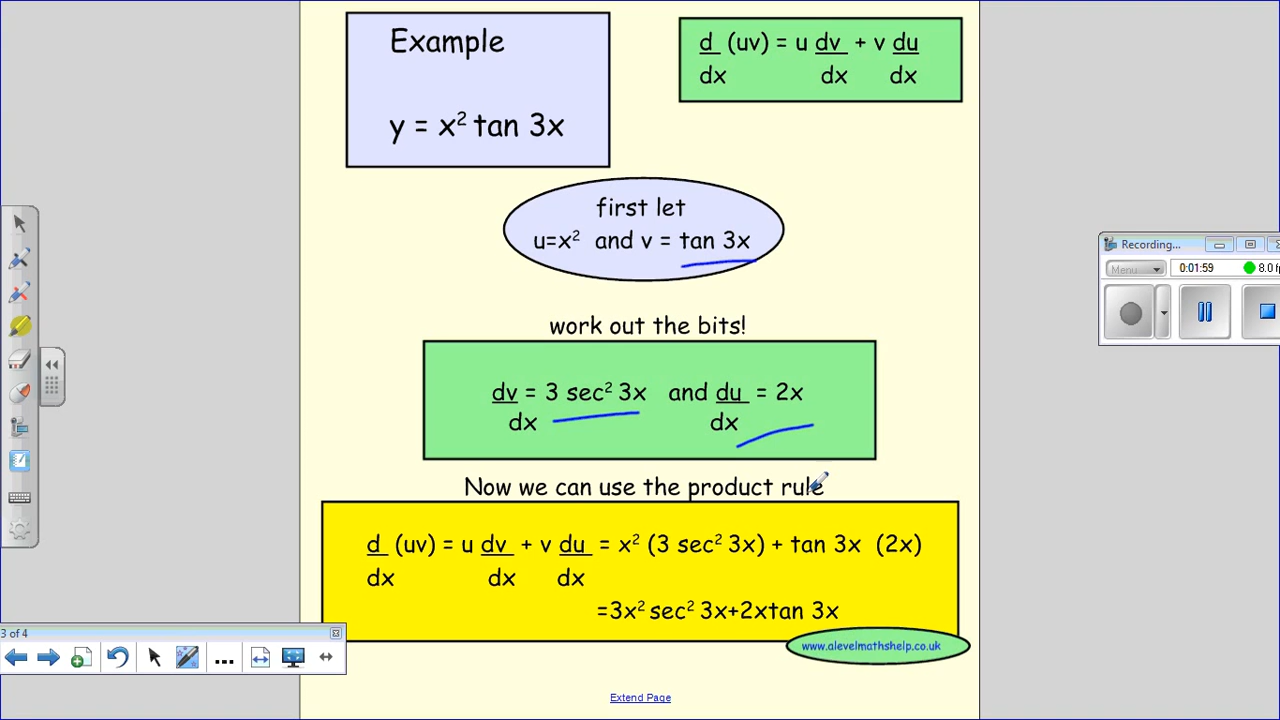 Example
y = x² tan 3x
d (uv) = u dv + v du
dx dx dx
first let
u=x² and v = tan 3x
work out the bits!
dv = 3 sec² 3x and du = 2x
dx dx
Now we can use the product rule
d (uv) = u dv + v du = x² (3 sec² 3x) + tan 3x (2x)
dx dx dx
=3x² sec² 3x+2xtan 3x
www.alevelmathshelp.co.uk
Extend Page
Recording...
Menu
0:01:59
8.0 f
3 of 4